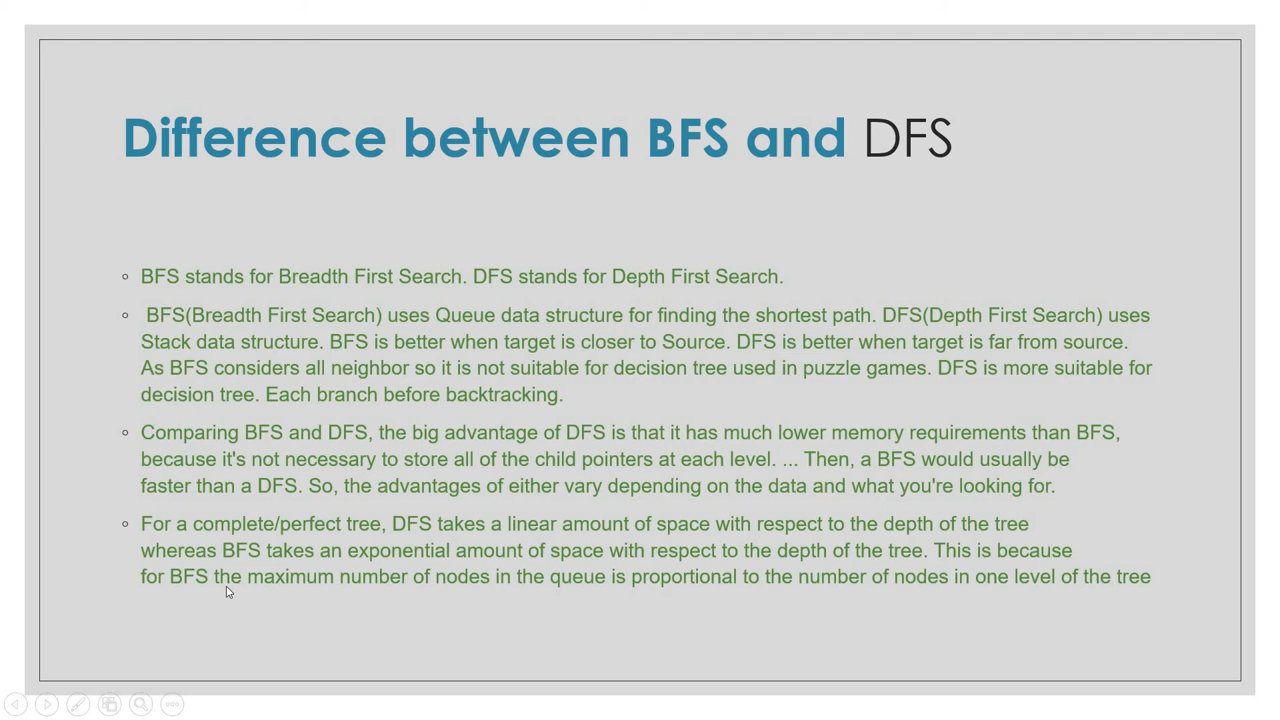 Difference between BFS and DFS
BFS stands for Breadth First Search. DFS stands for Depth First Search.
BFS(Breadth First Search) uses Queue data structure for finding the shortest path. DFS(Depth First Search) uses
Stack data structure. BFS is better when target is closer to Source. DFS is better when target is far from source.
As BFS considers all neighbor so it is not suitable for decision tree used in puzzle games. DFS is more suitable for
decision tree. Each branch before backtracking.
Comparing BFS and DFS, the big advantage of DFS is that it has much lower memory requirements than BFS,
because it's not necessary to store all of the child pointers at each level. ... Then, a BFS would usually be
faster than a DFS. So, the advantages of either vary depending on the data and what you're looking for.
For a complete/perfect tree, DFS takes a linear amount of space with respect to the depth of the tree
whereas BFS takes an exponential amount of space with respect to the depth of the tree. This is because
for BFS the maximum number of nodes in the queue is proportional to the number of nodes in one level of the tree